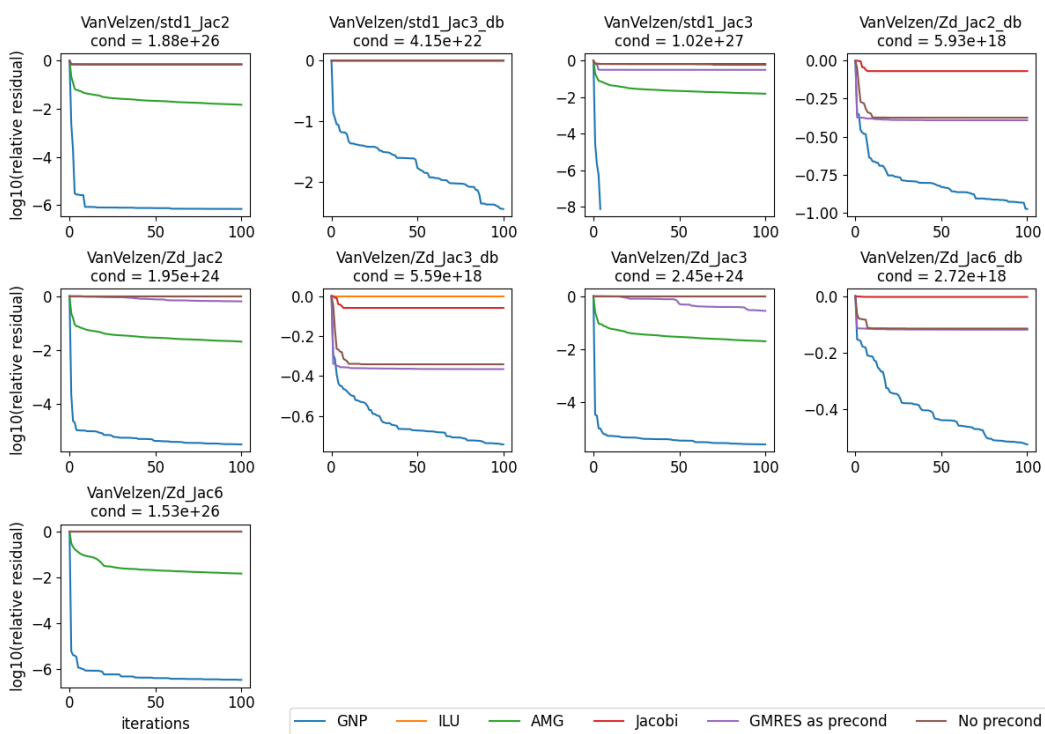 VanVelzen/std1_Jac2
cond = 1.88e+26
VanVelzen/std1_Jac3_db
cond = 4.15e+22
VanVelzen/std1_Jac3
cond = 1.02e+27
VanVelzen/Zd_Jac2_db
cond = 5.93e+18
log10(relative residual)
0
−2
−4
−6
0
50
100
0
−1
−2
0
50
100
0
−2
−4
−6
−8
0
50
100
0.00
−0.25
−0.50
−0.75
−1.00
0
50
100
VanVelzen/Zd_Jac2
cond = 1.95e+24
VanVelzen/Zd_Jac3_db
cond = 5.59e+18
VanVelzen/Zd_Jac3
cond = 2.45e+24
VanVelzen/Zd_Jac6_db
cond = 2.72e+18
log10(relative residual)
0
−2
−4
0
50
100
0.0
−0.2
−0.4
−0.6
0
50
100
0
−2
−4
0
50
100
0.0
−0.2
−0.4
0
50
100
VanVelzen/Zd_Jac6
cond = 1.53e+26
log10(relative residual)
0
−2
−4
−6
0
50
100
iterations
GNP
ILU
AMG
Jacobi
GMRES as precond
No precond